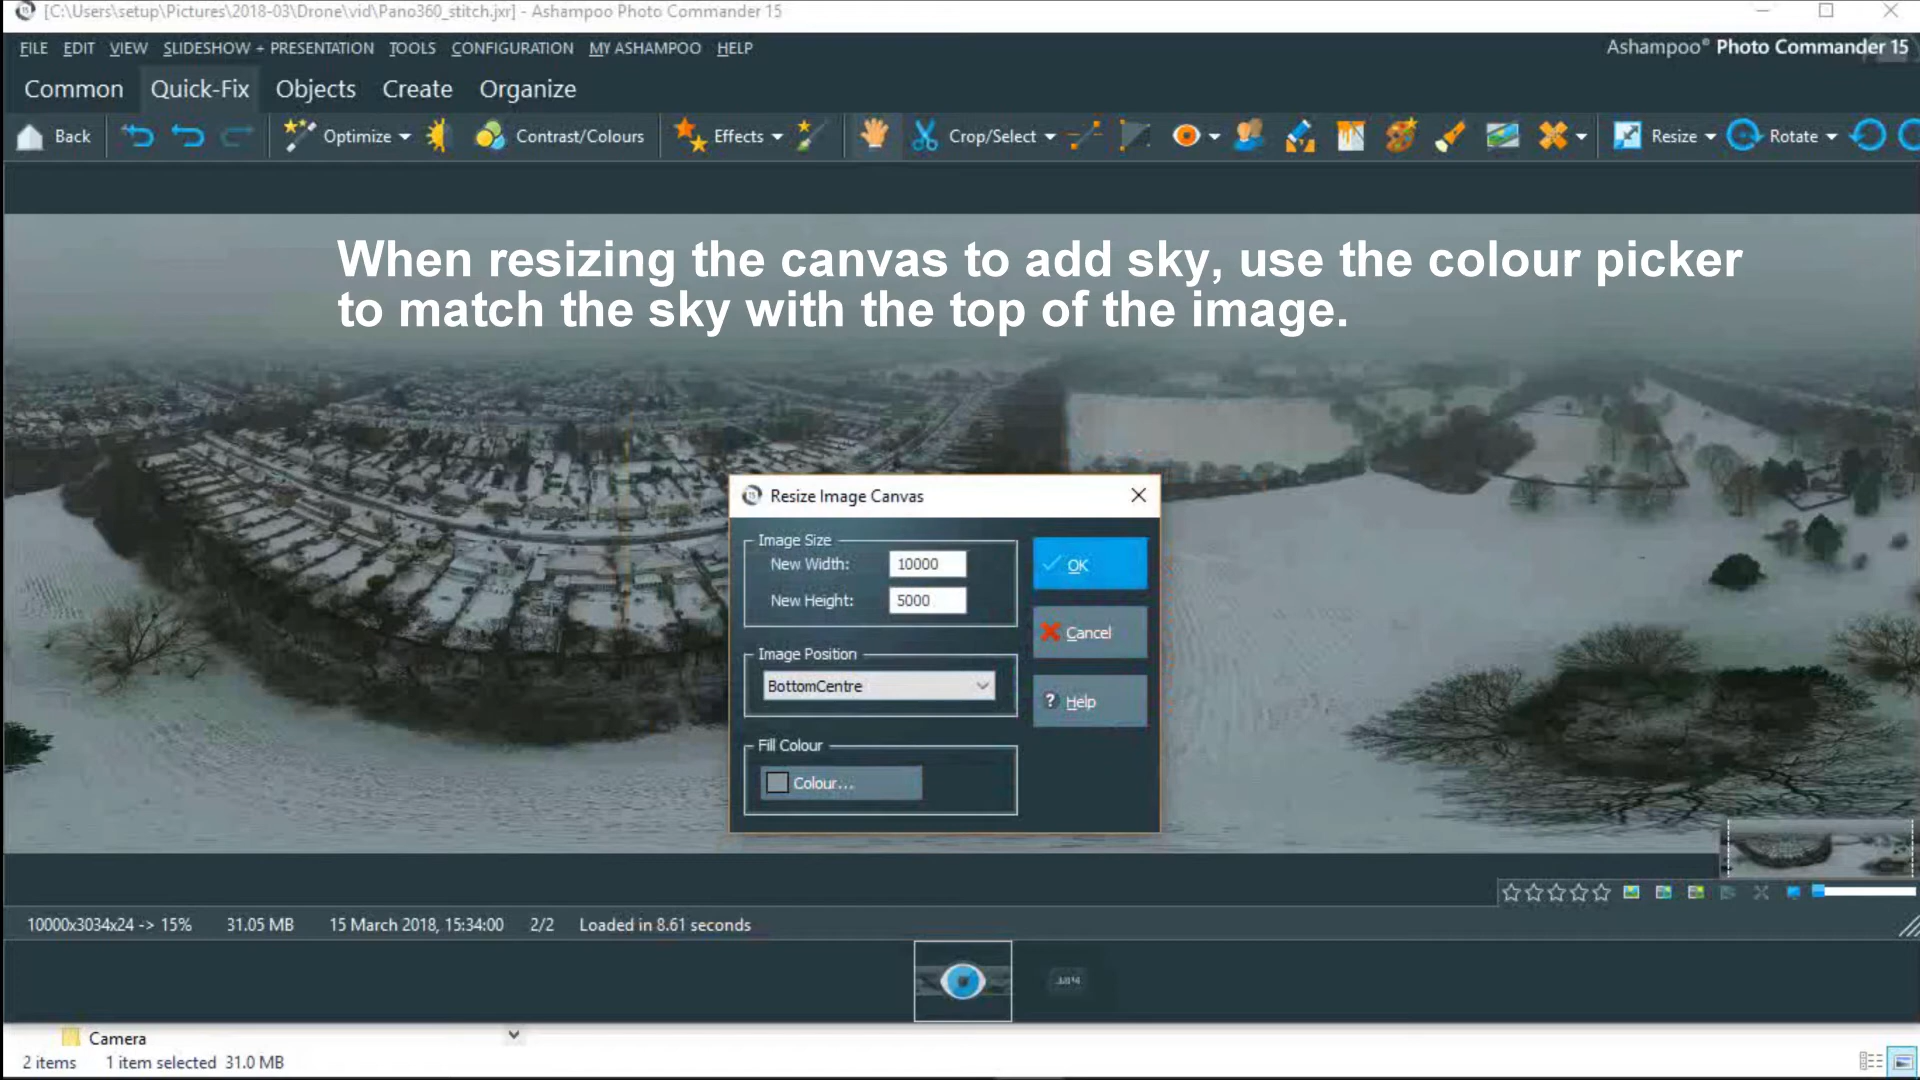 [C:\Users\setup\Pictures\2018-03\Drone\vid\Pano360_stitch.jxr] - Ashampoo Photo Commander 15
FILE EDIT VIEW SLIDESHOW + PRESENTATION TOOLS CONFIGURATION MY ASHAMPOO HELP
Ashampoo® Photo Commander 15
Common Quick-Fix Objects Create Organize
Back Optimize Contrast/Colours Effects Crop/Select Resize Rotate
When resizing the canvas to add sky, use the colour picker
to match the sky with the top of the image.
Resize Image Canvas
Image Size
New Width: 10000
New Height: 5000
OK
Cancel
Help
Image Position
BottomCentre
Fill Colour
Colour...
10000x3034x24 -> 15% 31.05 MB 15 March 2018, 15:34:00 2/2 Loaded in 8.61 seconds
Camera
2 items 1 item selected 31.0 MB